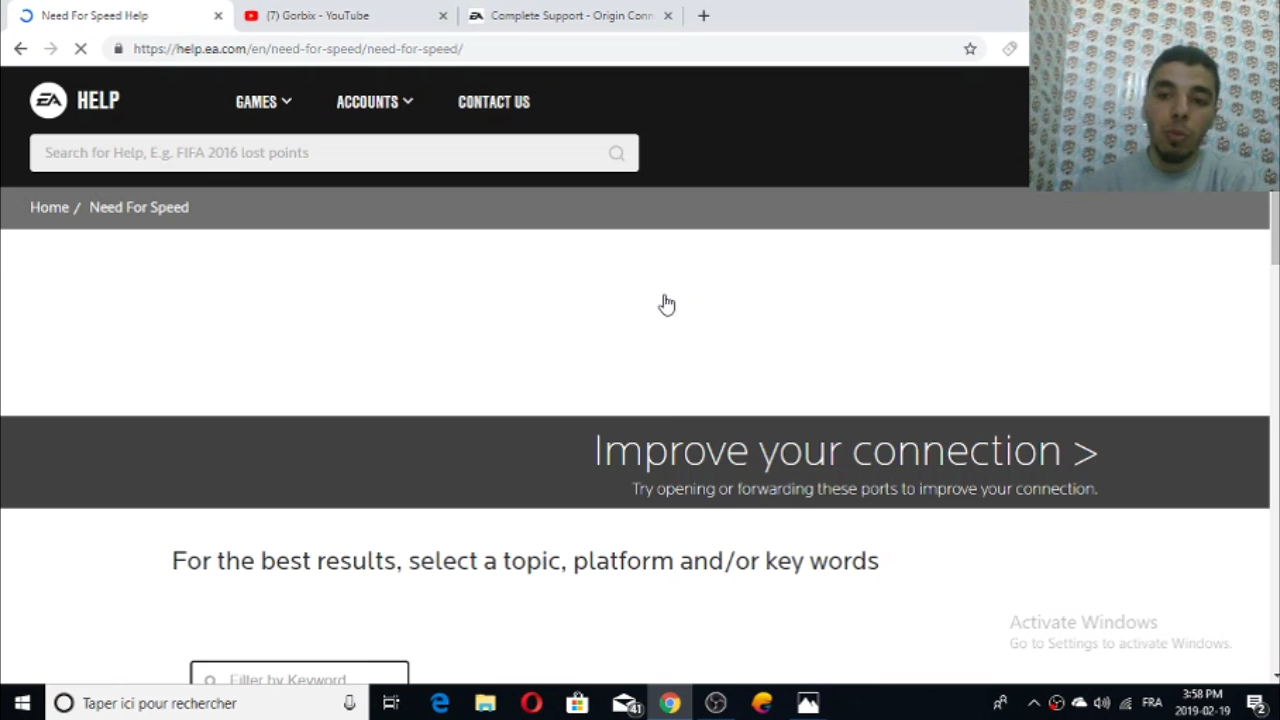 Need For Speed Help
(7) Gorbix - YouTube
Complete Support - Origin Conn
https://help.ea.com/en/need-for-speed/need-for-speed/
EA HELP
GAMES
ACCOUNTS
CONTACT US
Search for Help, E.g. FIFA 2016 lost points
Home / Need For Speed
Improve your connection >
Try opening or forwarding these ports to improve your connection.
For the best results, select a topic, platform and/or key words
Activate Windows
Go to Settings to activate Windows.
Filter by Keyword
Taper ici pour rechercher
41
FRA
3:58 PM
2019-02-19
2